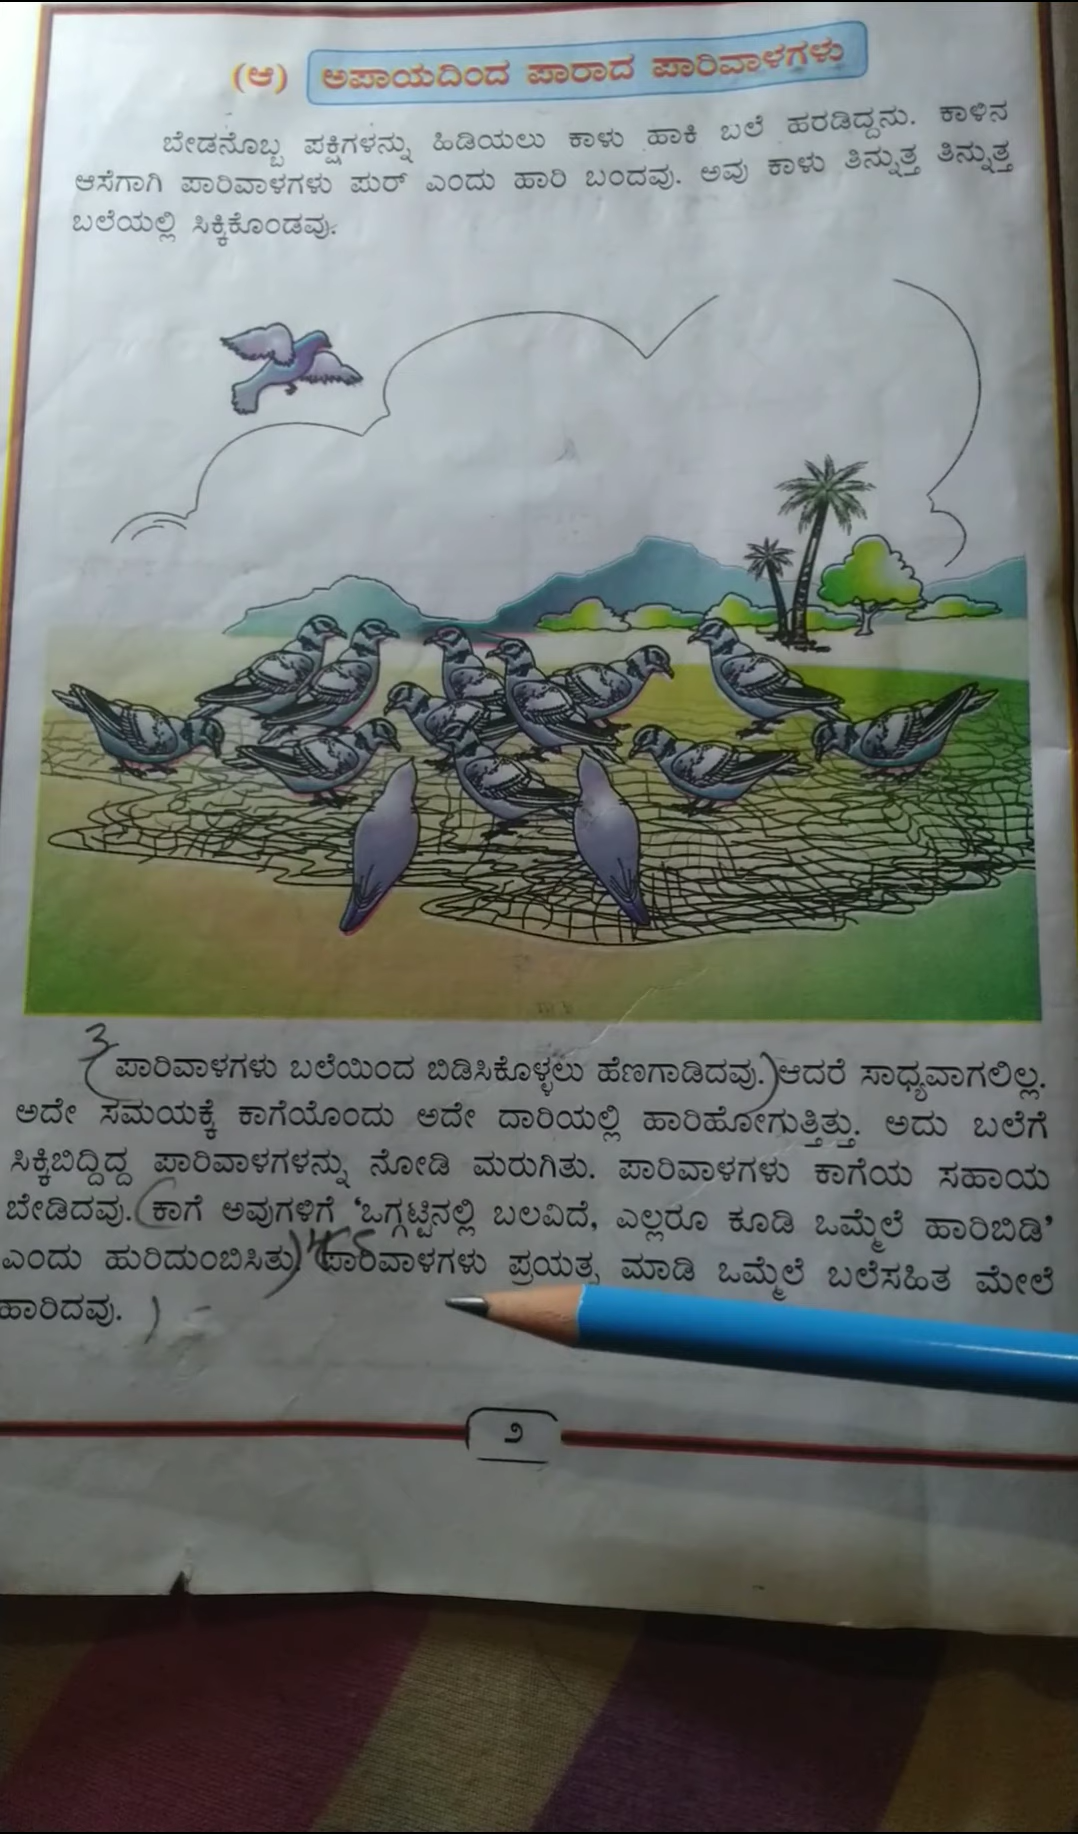 (ಆ) ಅಪಾಯದಿಂದ ಪಾರಾದ ಪಾರಿವಾಳಗಳು
ಬೇಡನೊಬ್ಬ ಪಕ್ಷಿಗಳನ್ನು ಹಿಡಿಯಲು ಕಾಳು ಹಾಕಿ ಬಲೆ ಹರಡಿದ್ದನು. ಕಾಳಿನ
ಆಸೆಗಾಗಿ ಪಾರಿವಾಳಗಳು ಪುರ್ ಎಂದು ಹಾರಿ ಬಂದವು. ಅವು ಕಾಳು ತಿನ್ನುತ್ತ ತಿನ್ನುತ್ತ
ಬಲೆಯಲ್ಲಿ ಸಿಕ್ಕಿಕೊಂಡವು.
3
(ಪಾರಿವಾಳಗಳು ಬಲೆಯಿಂದ ಬಿಡಿಸಿಕೊಳ್ಳಲು ಹೆಣಗಾಡಿದವು.) ಆದರೆ ಸಾಧ್ಯವಾಗಲಿಲ್ಲ.
ಅದೇ ಸಮಯಕ್ಕೆ ಕಾಗೆಯೊಂದು ಅದೇ ದಾರಿಯಲ್ಲಿ ಹಾರಿಹೋಗುತ್ತಿತ್ತು. ಅದು ಬಲೆಗೆ
ಸಿಕ್ಕಿಬಿದ್ದಿದ್ದ ಪಾರಿವಾಳಗಳನ್ನು ನೋಡಿ ಮರುಗಿತು. ಪಾರಿವಾಳಗಳು ಕಾಗೆಯ ಸಹಾಯ
ಬೇಡಿದವು. (ಕಾಗೆ ಅವುಗಳಿಗೆ ‘ಒಗ್ಗಟ್ಟಿನಲ್ಲಿ ಬಲವಿದೆ, ಎಲ್ಲರೂ ಕೂಡಿ ಒಮ್ಮೆಲೆ ಹಾರಿಬಿಡಿ’
ಎಂದು ಹುರಿದುಂಬಿಸಿತು) (ಪಾರಿವಾಳಗಳು ಪ್ರಯತ್ನ ಮಾಡಿ ಒಮ್ಮೆಲೆ ಬಲೆಸಹಿತ ಮೇಲೆ
ಹಾರಿದವು. )
೨